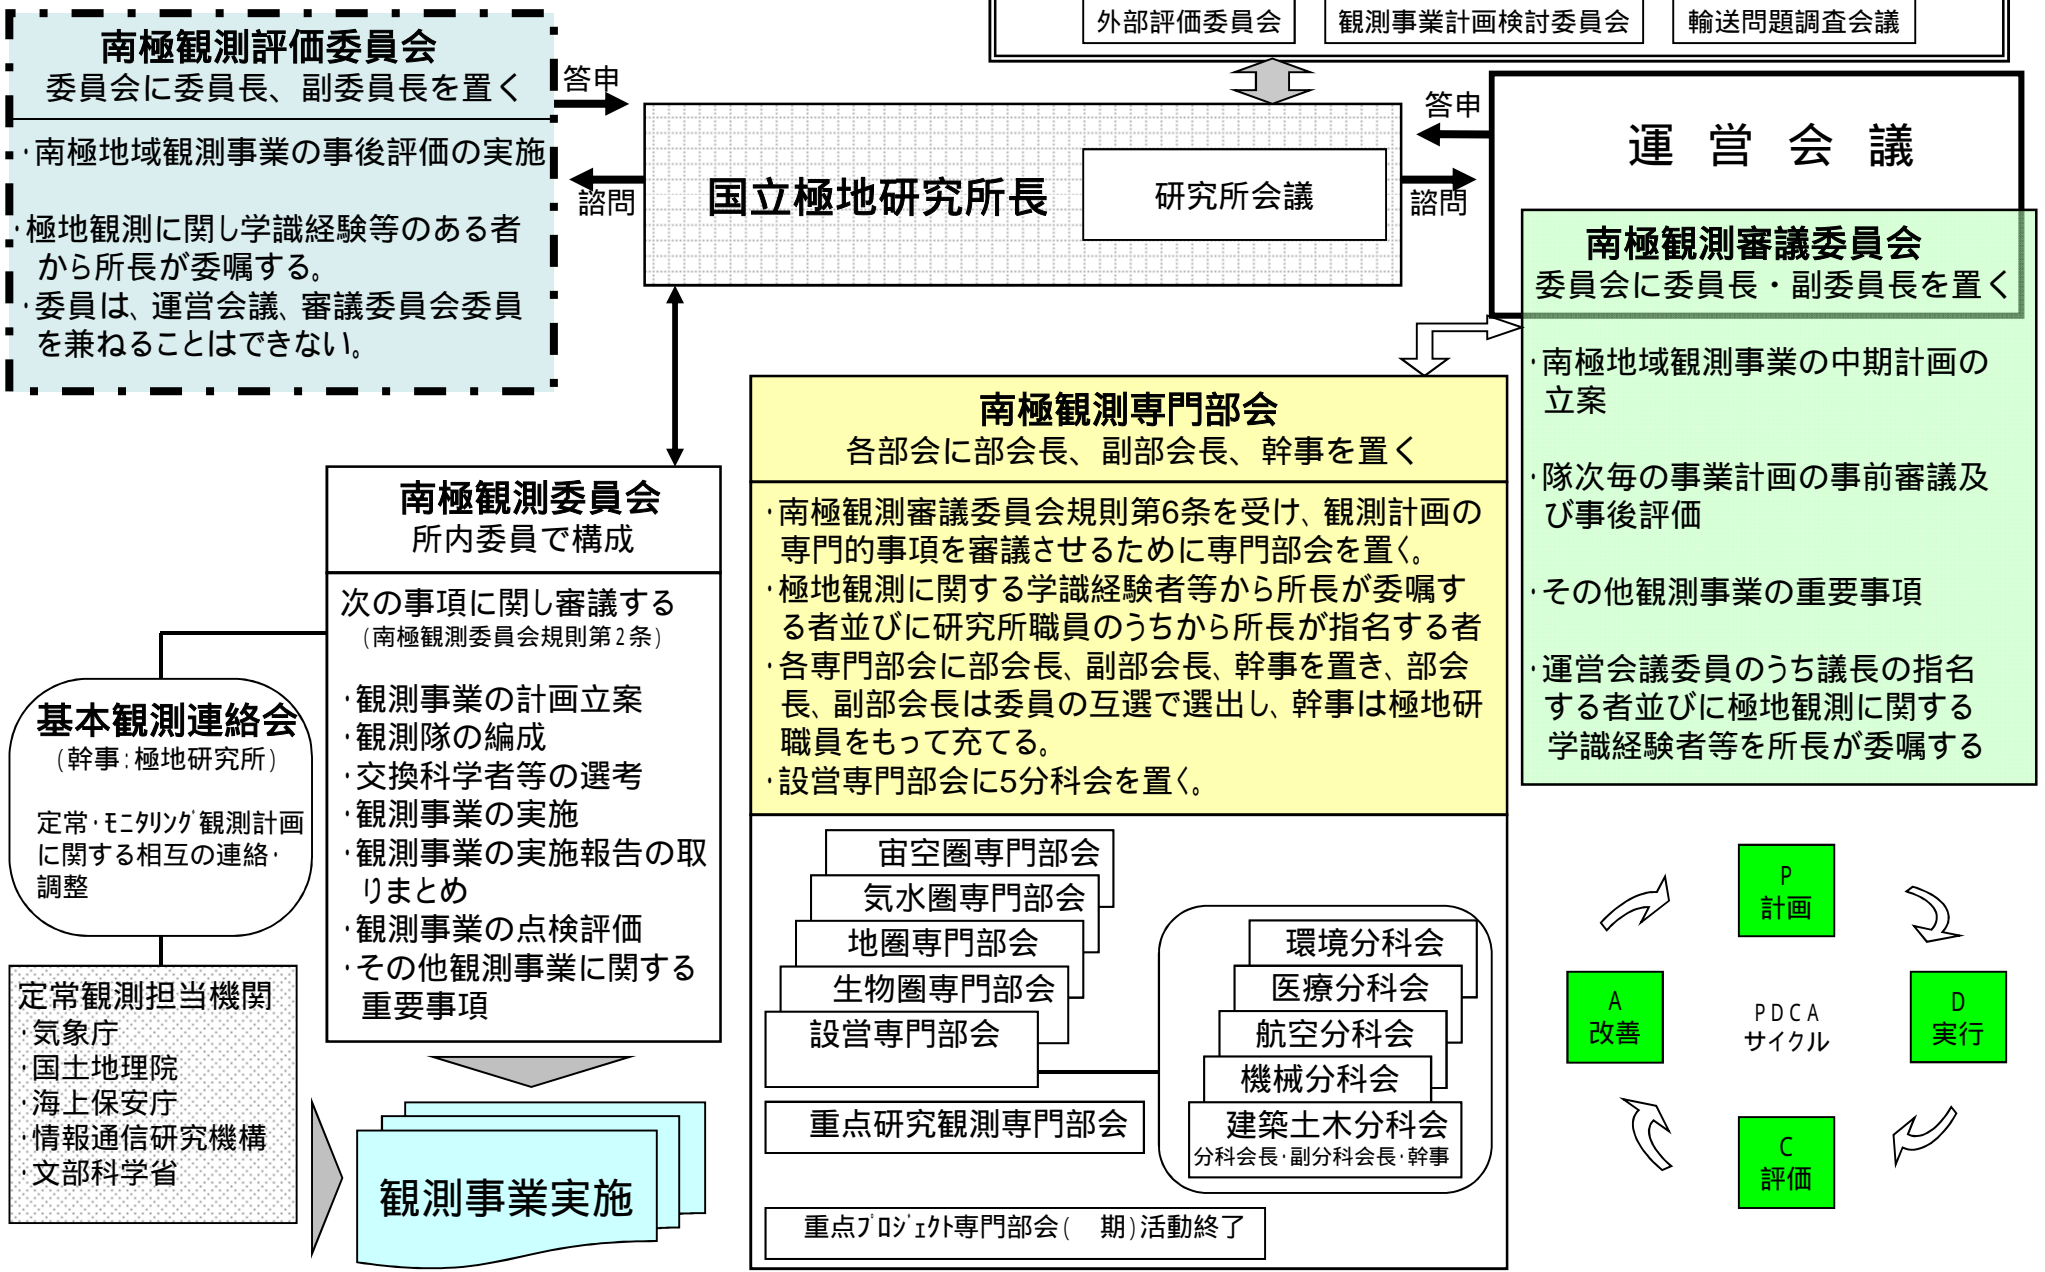 外部評価委員会
観測事業計画検討委員会
輸送問題調査会議
南極観測評価委員会
委員会に委員長、副委員長を置く
・南極地域観測事業の事後評価の実施
・極地観測に関し学識経験等のある者
から所長が委嘱する。
・委員は、運営会議、審議委員会委員
を兼ねることはできない。
答申
諮問
国立極地研究所長
研究所会議
答申
諮問
運営会議
南極観測審議委員会
委員会に委員長・副委員長を置く
・南極地域観測事業の中期計画の
立案
・隊次毎の事業計画の事前審議及
び事後評価
・その他観測事業の重要事項
・運営会議委員のうち議長の指名
する者並びに極地観測に関する
学識経験者等を所長が委嘱する
南極観測専門部会
各部会に部会長、副部会長、幹事を置く
・南極観測審議委員会規則第6条を受け、観測計画の
専門的事項を審議させるために専門部会を置く。
・極地観測に関する学識経験者等から所長が委嘱す
る者並びに研究所職員のうちから所長が指名する者
・各専門部会に部会長、副部会長、幹事を置き、部会
長、副部会長は委員の互選で選出し、幹事は極地研
職員をもって充てる。
・設営専門部会に5分科会を置く。
宙空圏専門部会
気水圏専門部会
地圏専門部会
生物圏専門部会
設営専門部会
重点研究観測専門部会
重点ﾌﾟﾛｼﾞｪｸﾄ専門部会(　期)活動終了
環境分科会
医療分科会
航空分科会
機械分科会
建築土木分科会
分科会長・副分科会長・幹事
南極観測委員会
所内委員で構成
次の事項に関し審議する
(南極観測委員会規則第2条)
・観測事業の計画立案
・観測隊の編成
・交換科学者等の選考
・観測事業の実施
・観測事業の実施報告の取
りまとめ
・観測事業の点検評価
・その他観測事業に関する
重要事項
基本観測連絡会
(幹事:極地研究所)
定常・ﾓﾆﾀﾘﾝｸﾞ観測計画
に関する相互の連絡・
調整
定常観測担当機関
・気象庁
・国土地理院
・海上保安庁
・情報通信研究機構
・文部科学省
観測事業実施
P
計画
D
実行
C
評価
A
改善
PDCA
サイクル